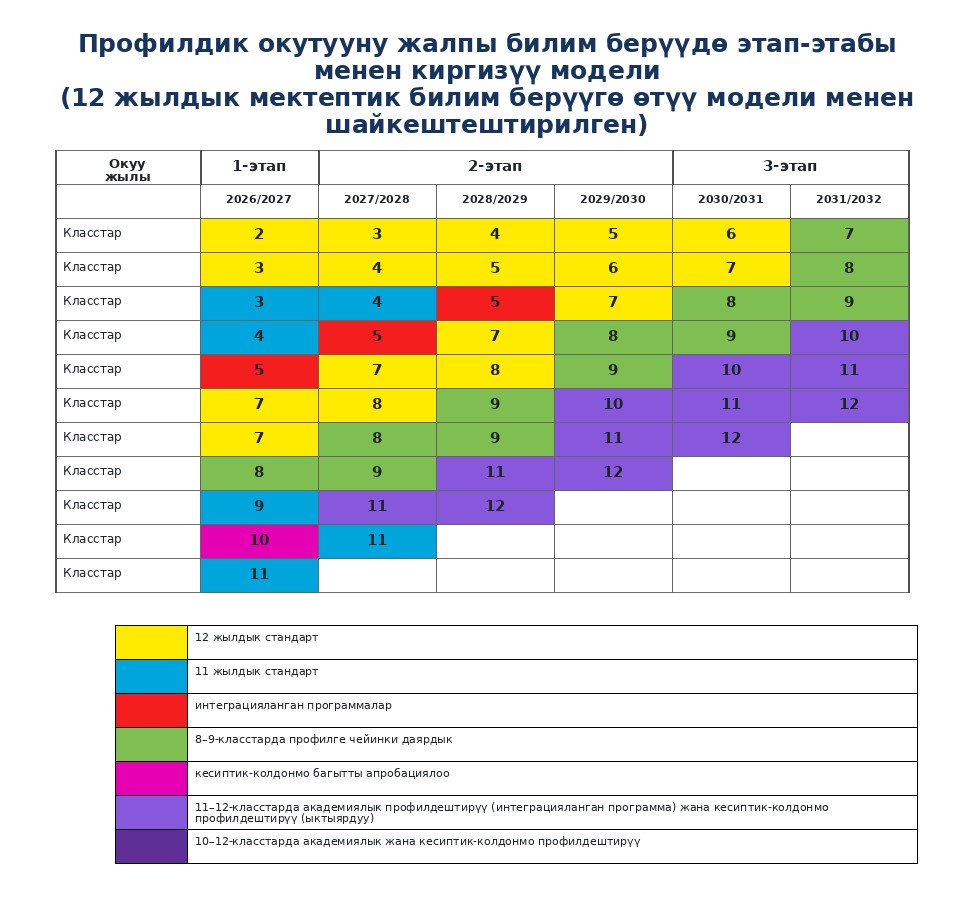 Профилдик окутууну жалпы билим берүүдө этап-этабы
менен киргизүү модели
(12 жылдык мектептик билим берүүгө өтүү модели менен
шайкештештирилген)
Окуу жылы 1-этап 2-этап 3-этап
2026/2027 2027/2028 2028/2029 2029/2030 2030/2031 2031/2032
Класстар 2 3 4 5 6 7
Класстар 3 4 5 6 7 8
Класстар 3 4 5 7 8 9
Класстар 4 5 7 8 9 10
Класстар 5 7 8 9 10 11
Класстар 7 8 9 10 11 12
Класстар 7 8 9 11 12
Класстар 8 9 11 12
Класстар 9 11 12
Класстар 10 11
Класстар 11
12 жылдык стандарт
11 жылдык стандарт
интеграцияланган программалар
8–9-класстарда профилге чейинки даярдык
кесиптик-колдонмо багытты апробациялоо
11–12-класстарда академиялык профилдештирүү (интеграцияланган программа) жана кесиптик-колдонмо
профилдештирүү (ыктыярдуу)
10–12-класстарда академиялык жана кесиптик-колдонмо профилдештирүү